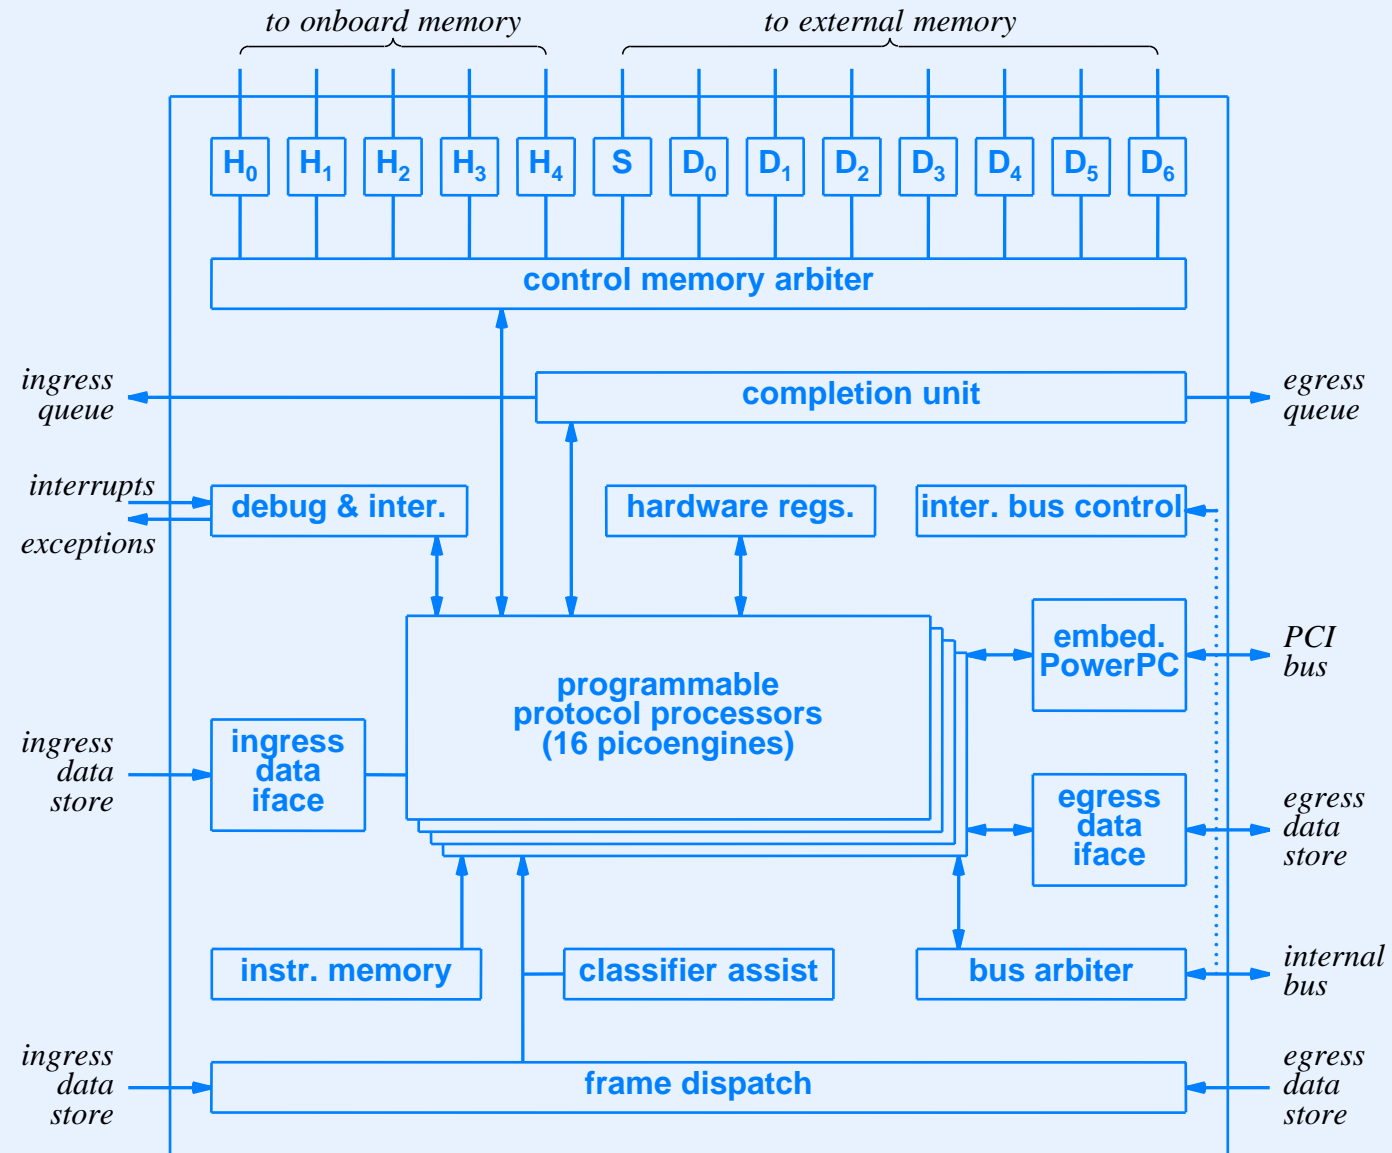 to onboard memory
to external memory
H0 H1 H2 H3 H4 S D0 D1 D2 D3 D4 D5 D6
control memory arbiter
ingress
queue
completion unit
egress
queue
interrupts
exceptions
debug & inter.
hardware regs.
inter. bus control
embed.
PowerPC
PCI
bus
programmable
protocol processors
(16 picoengines)
ingress
data
store
ingress
data
iface
egress
data
iface
egress
data
store
instr. memory
classifier assist
bus arbiter
internal
bus
ingress
data
store
frame dispatch
egress
data
store